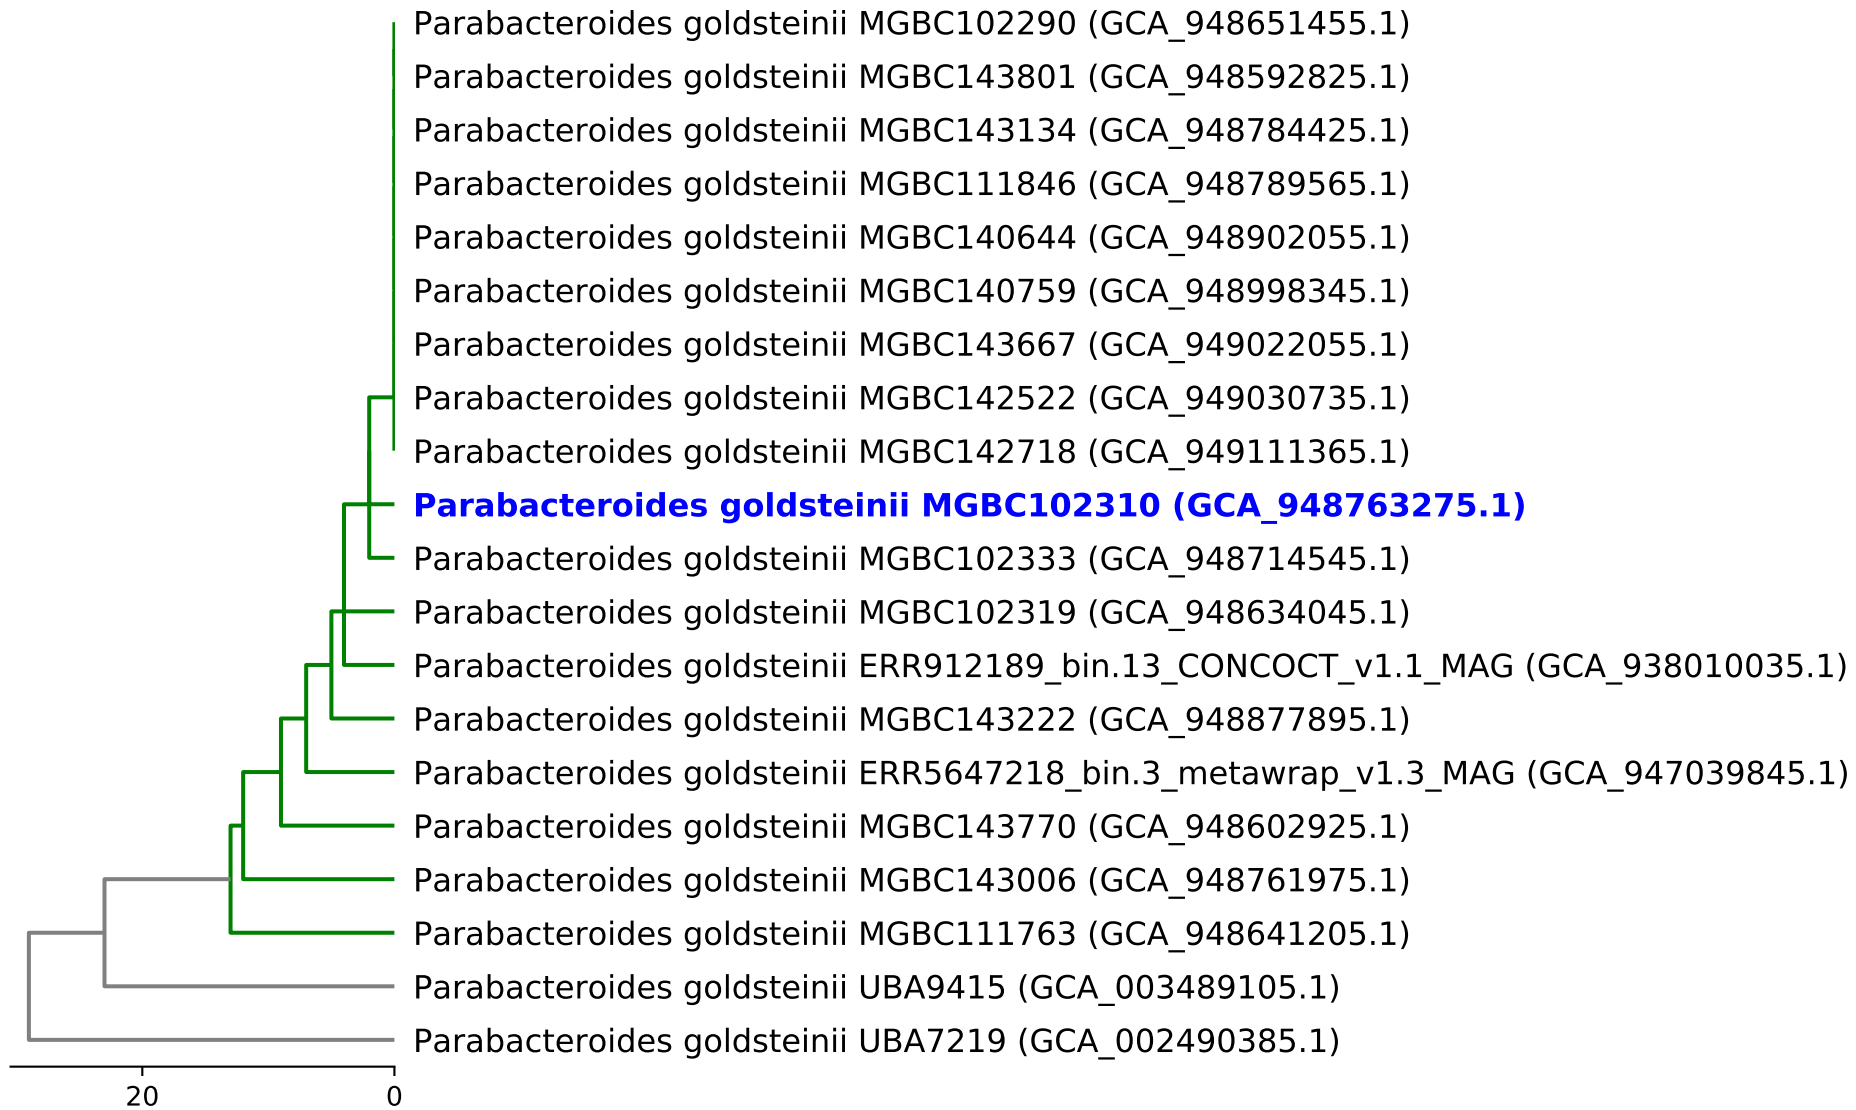 Parabacteroides goldsteinii MGBC102290 (GCA_948651455.1)
Parabacteroides goldsteinii MGBC143801 (GCA_948592825.1)
Parabacteroides goldsteinii MGBC143134 (GCA_948784425.1)
Parabacteroides goldsteinii MGBC111846 (GCA_948789565.1)
Parabacteroides goldsteinii MGBC140644 (GCA_948902055.1)
Parabacteroides goldsteinii MGBC140759 (GCA_948998345.1)
Parabacteroides goldsteinii MGBC143667 (GCA_949022055.1)
Parabacteroides goldsteinii MGBC142522 (GCA_949030735.1)
Parabacteroides goldsteinii MGBC142718 (GCA_949111365.1)
Parabacteroides goldsteinii MGBC102310 (GCA_948763275.1)
Parabacteroides goldsteinii MGBC102333 (GCA_948714545.1)
Parabacteroides goldsteinii MGBC102319 (GCA_948634045.1)
Parabacteroides goldsteinii ERR912189_bin.13_CONCOCT_v1.1_MAG (GCA_938010035.1)
Parabacteroides goldsteinii MGBC143222 (GCA_948877895.1)
Parabacteroides goldsteinii ERR5647218_bin.3_metawrap_v1.3_MAG (GCA_947039845.1)
Parabacteroides goldsteinii MGBC143770 (GCA_948602925.1)
Parabacteroides goldsteinii MGBC143006 (GCA_948761975.1)
Parabacteroides goldsteinii MGBC111763 (GCA_948641205.1)
Parabacteroides goldsteinii UBA9415 (GCA_003489105.1)
Parabacteroides goldsteinii UBA7219 (GCA_002490385.1)
20 0